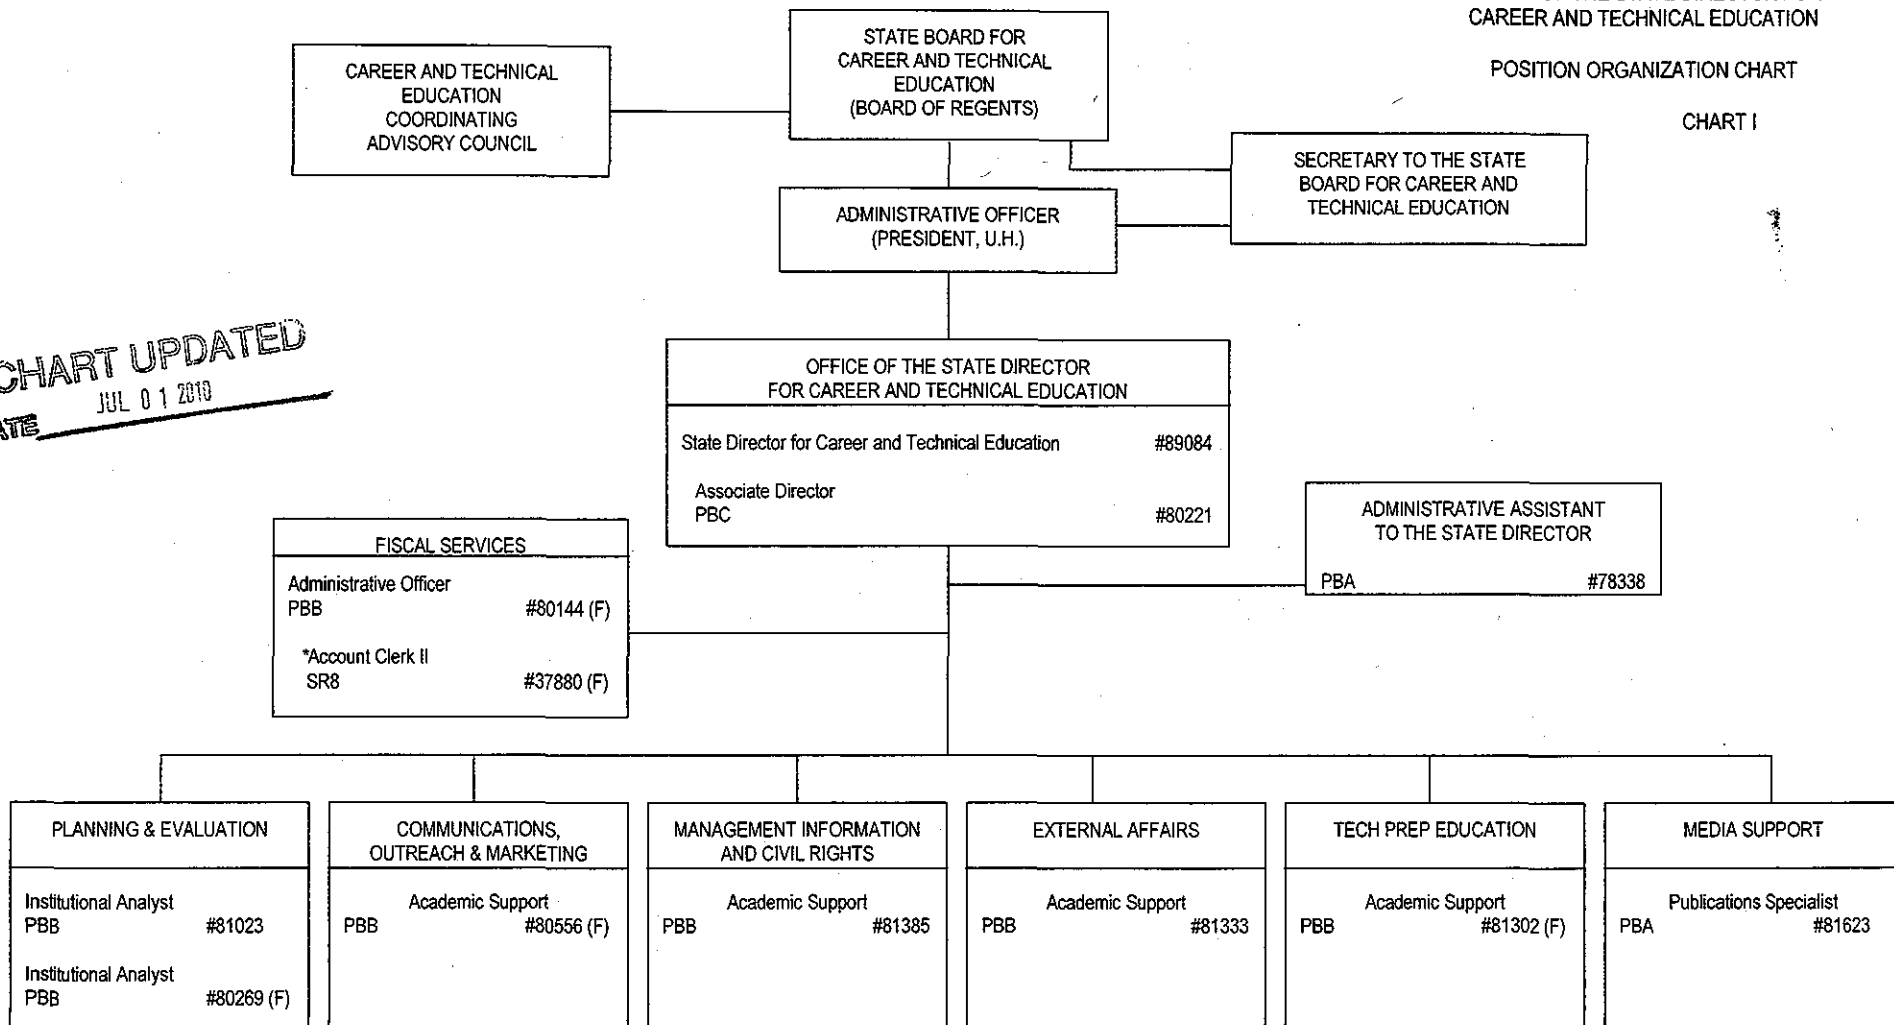 CAREER AND TECHNICAL EDUCATION
POSITION ORGANIZATION CHART
CHART I
STATE BOARD FOR
CAREER AND TECHNICAL
EDUCATION
(BOARD OF REGENTS)
CAREER AND TECHNICAL
EDUCATION
COORDINATING
ADVISORY COUNCIL
SECRETARY TO THE STATE
BOARD FOR CAREER AND
TECHNICAL EDUCATION
ADMINISTRATIVE OFFICER
(PRESIDENT, U.H.)
CHART UPDATED
JUL 01 2010
OFFICE OF THE STATE DIRECTOR
FOR CAREER AND TECHNICAL EDUCATION
State Director for Career and Technical Education #89084
Associate Director
PBC #80221
ADMINISTRATIVE ASSISTANT
TO THE STATE DIRECTOR
PBA #78338
FISCAL SERVICES
Administrative Officer
PBB #80144 (F)
*Account Clerk II
SR8 #37880 (F)
PLANNING & EVALUATION
Institutional Analyst
PBB #81023
Institutional Analyst
PBB #80269 (F)
COMMUNICATIONS,
OUTREACH & MARKETING
Academic Support
PBB #80556 (F)
MANAGEMENT INFORMATION
AND CIVIL RIGHTS
Academic Support
PBB #81385
EXTERNAL AFFAIRS
Academic Support
PBB #81333
TECH PREP EDUCATION
Academic Support
PBB #81302 (F)
MEDIA SUPPORT
Publications Specialist
PBA #81623